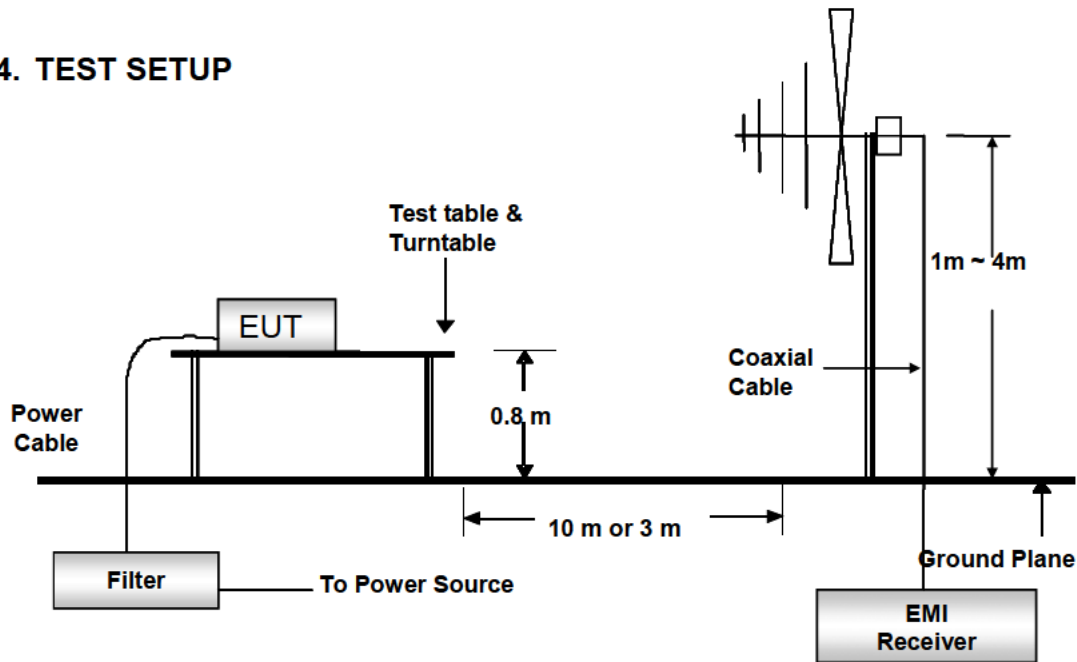 4. TEST SETUP
Test table &
Turntable
EUT
1m ~ 4m
Coaxial
Cable
0.8 m
Power
Cable
10 m or 3 m
Ground Plane
Filter
To Power Source
EMI
Receiver